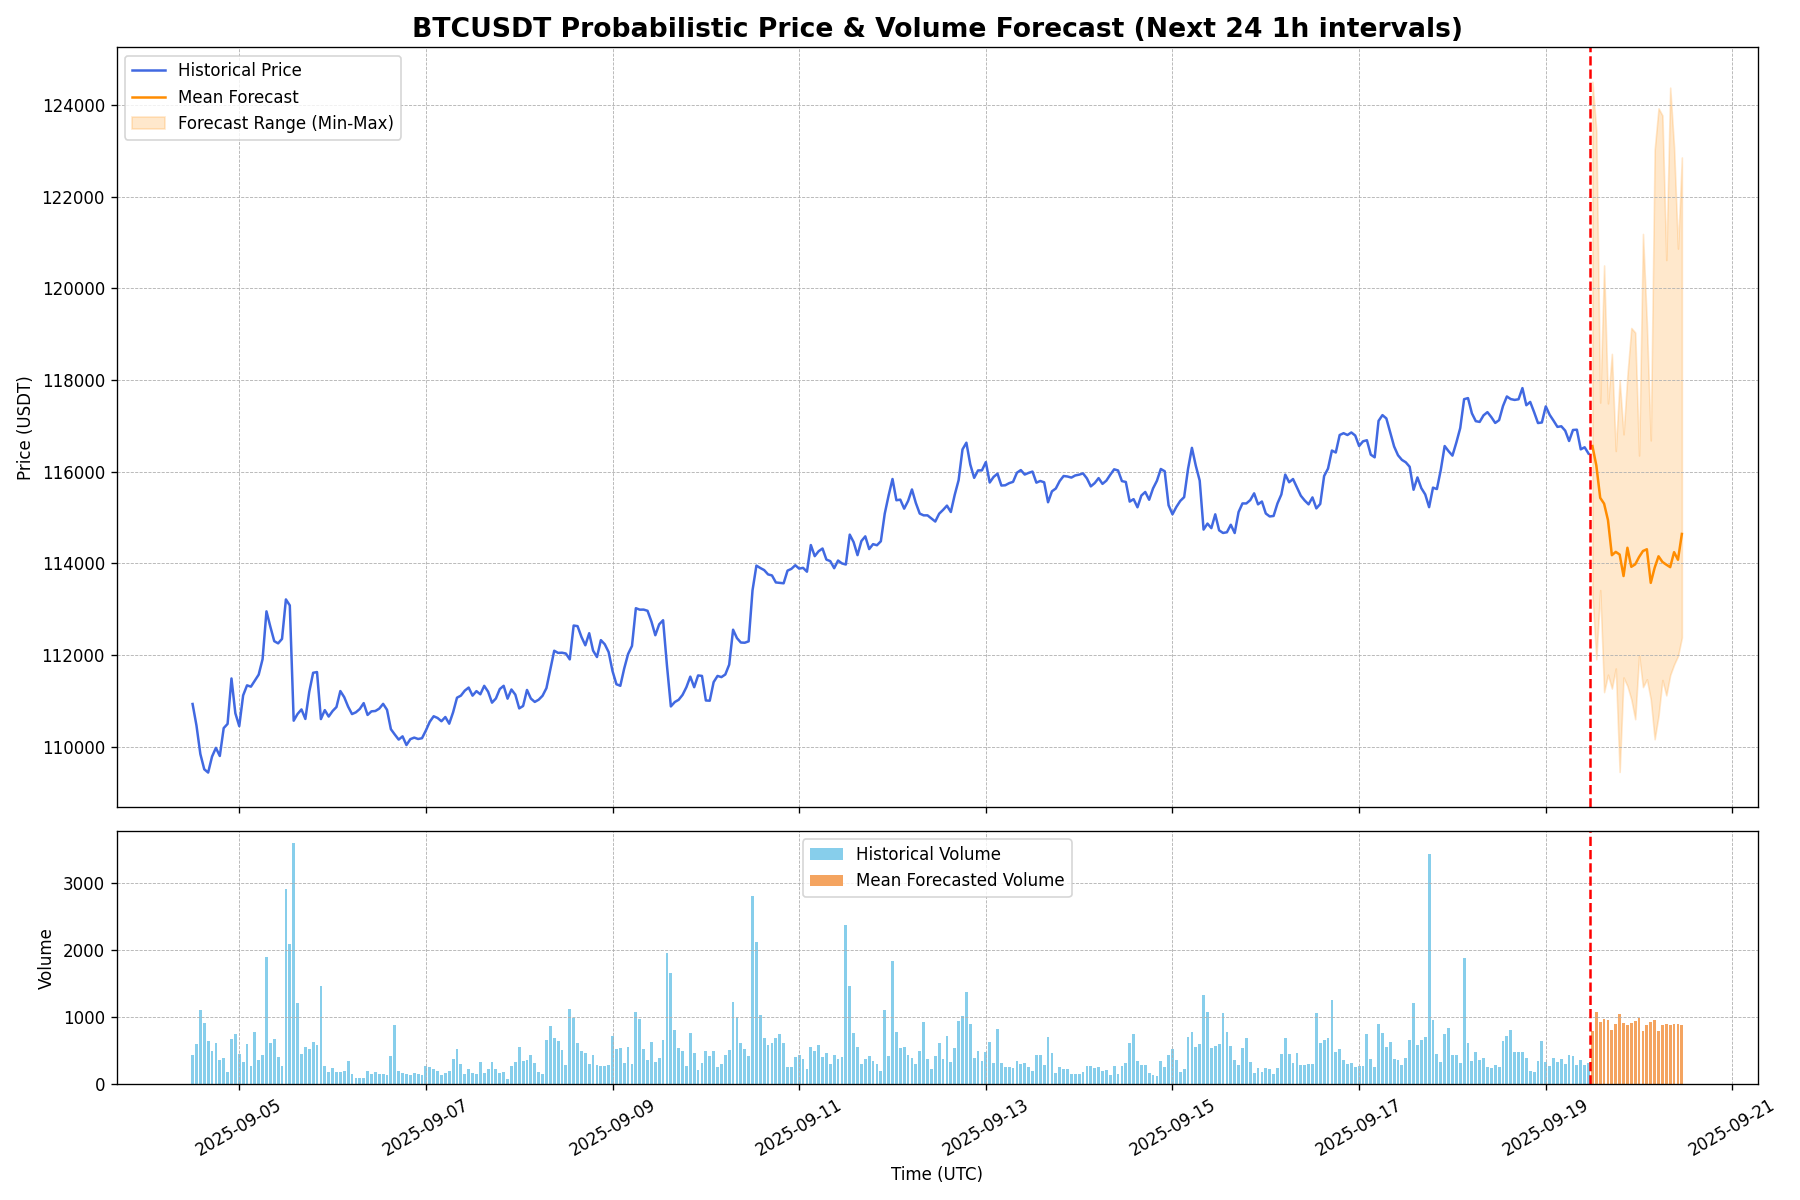 BTCUSDT Probabilistic Price & Volume Forecast (Next 24 1h intervals)
Historical Price
Mean Forecast
Forecast Range (Min-Max)
Price (USDT)
124000
122000
120000
118000
116000
114000
112000
110000
Historical Volume
Mean Forecasted Volume
Volume
3000
2000
1000
0
2025-09-05
2025-09-07
2025-09-09
2025-09-11
2025-09-13
2025-09-15
2025-09-17
2025-09-19
2025-09-21
Time (UTC)